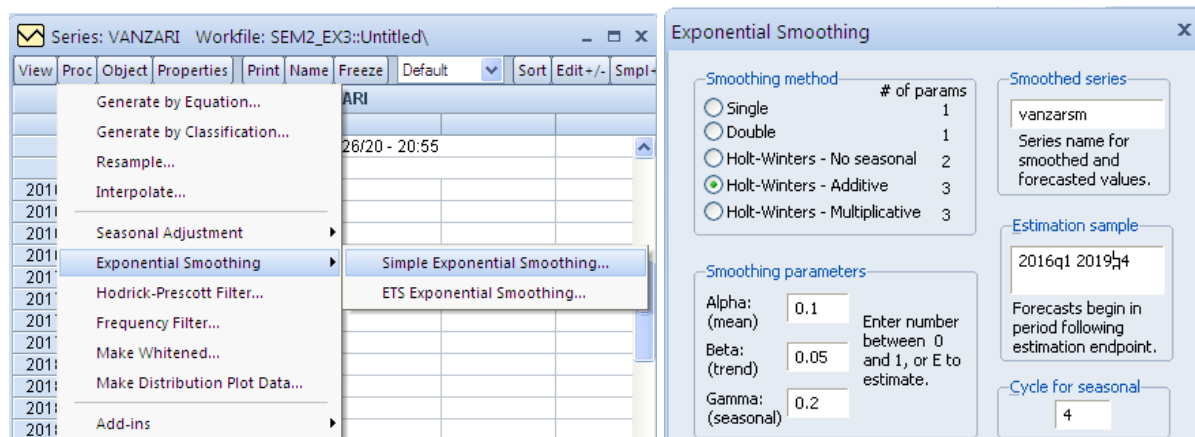 Series: VANZARI Workfile: SEM2_EX3::Untitled\
View Proc Object Properties Print Name Freeze Default Sort Edit+/- Smpl+
ARI
26/20 - 20:55
Generate by Equation...
Generate by Classification...
Resample...
Interpolate...
Seasonal Adjustment
Exponential Smoothing
Hodrick-Prescott Filter...
Frequency Filter...
Make Whitened...
Make Distribution Plot Data...
Add-ins
Simple Exponential Smoothing...
ETS Exponential Smoothing...
Exponential Smoothing
Smoothing method
# of params
Single 1
Double 1
Holt-Winters - No seasonal 2
Holt-Winters - Additive 3
Holt-Winters - Multiplicative 3
Smoothing parameters
Alpha: (mean) 0.1
Beta: (trend) 0.05
Gamma: (seasonal) 0.2
Enter number
between 0
and 1, or E to
estimate.
Smoothed series
vanzarsm
Series name for
smoothed and
forecasted values.
Estimation sample
2016q1 2019q4
Forecasts begin in
period following
estimation endpoint.
Cycle for seasonal
4